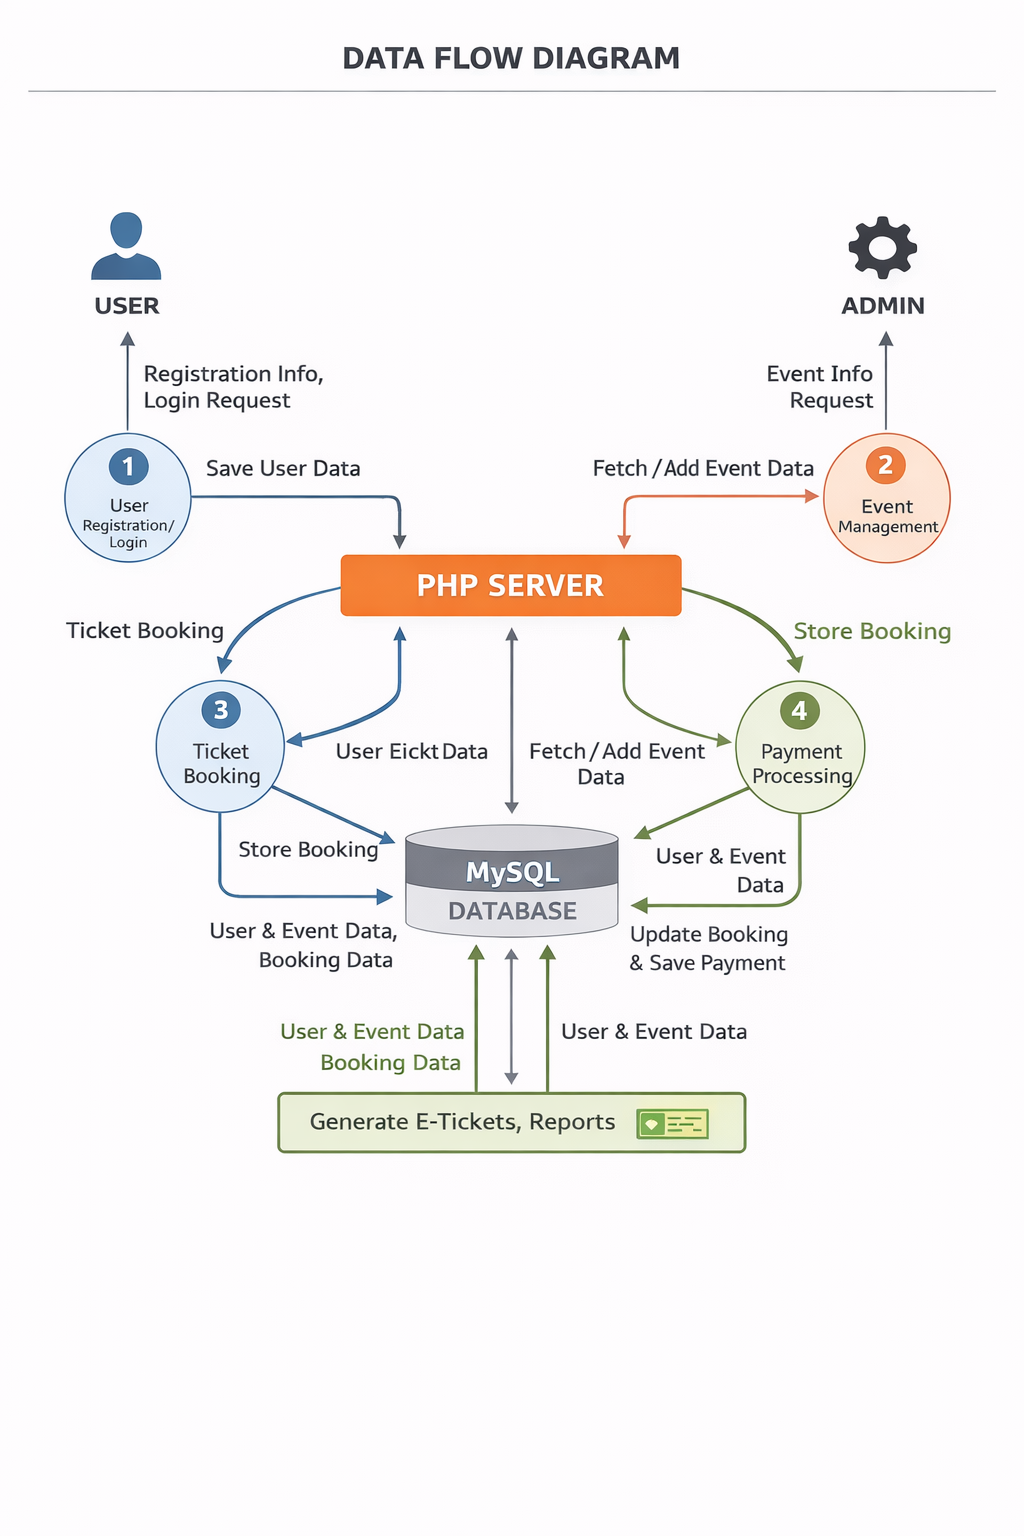 DATA FLOW DIAGRAM
USER
ADMIN
Registration Info,
Login Request
Event Info
Request
1
User
Registration/
Login
Save User Data
Fetch / Add Event Data
2
Event
Management
PHP SERVER
Ticket Booking
Store Booking
3
Ticket
Booking
User Eickt Data
Fetch / Add Event
Data
4
Payment
Processing
Store Booking
User & Event
Data
MySQL
DATABASE
User & Event Data,
Booking Data
Update Booking
& Save Payment
User & Event Data
Booking Data
User & Event Data
Generate E-Tickets, Reports